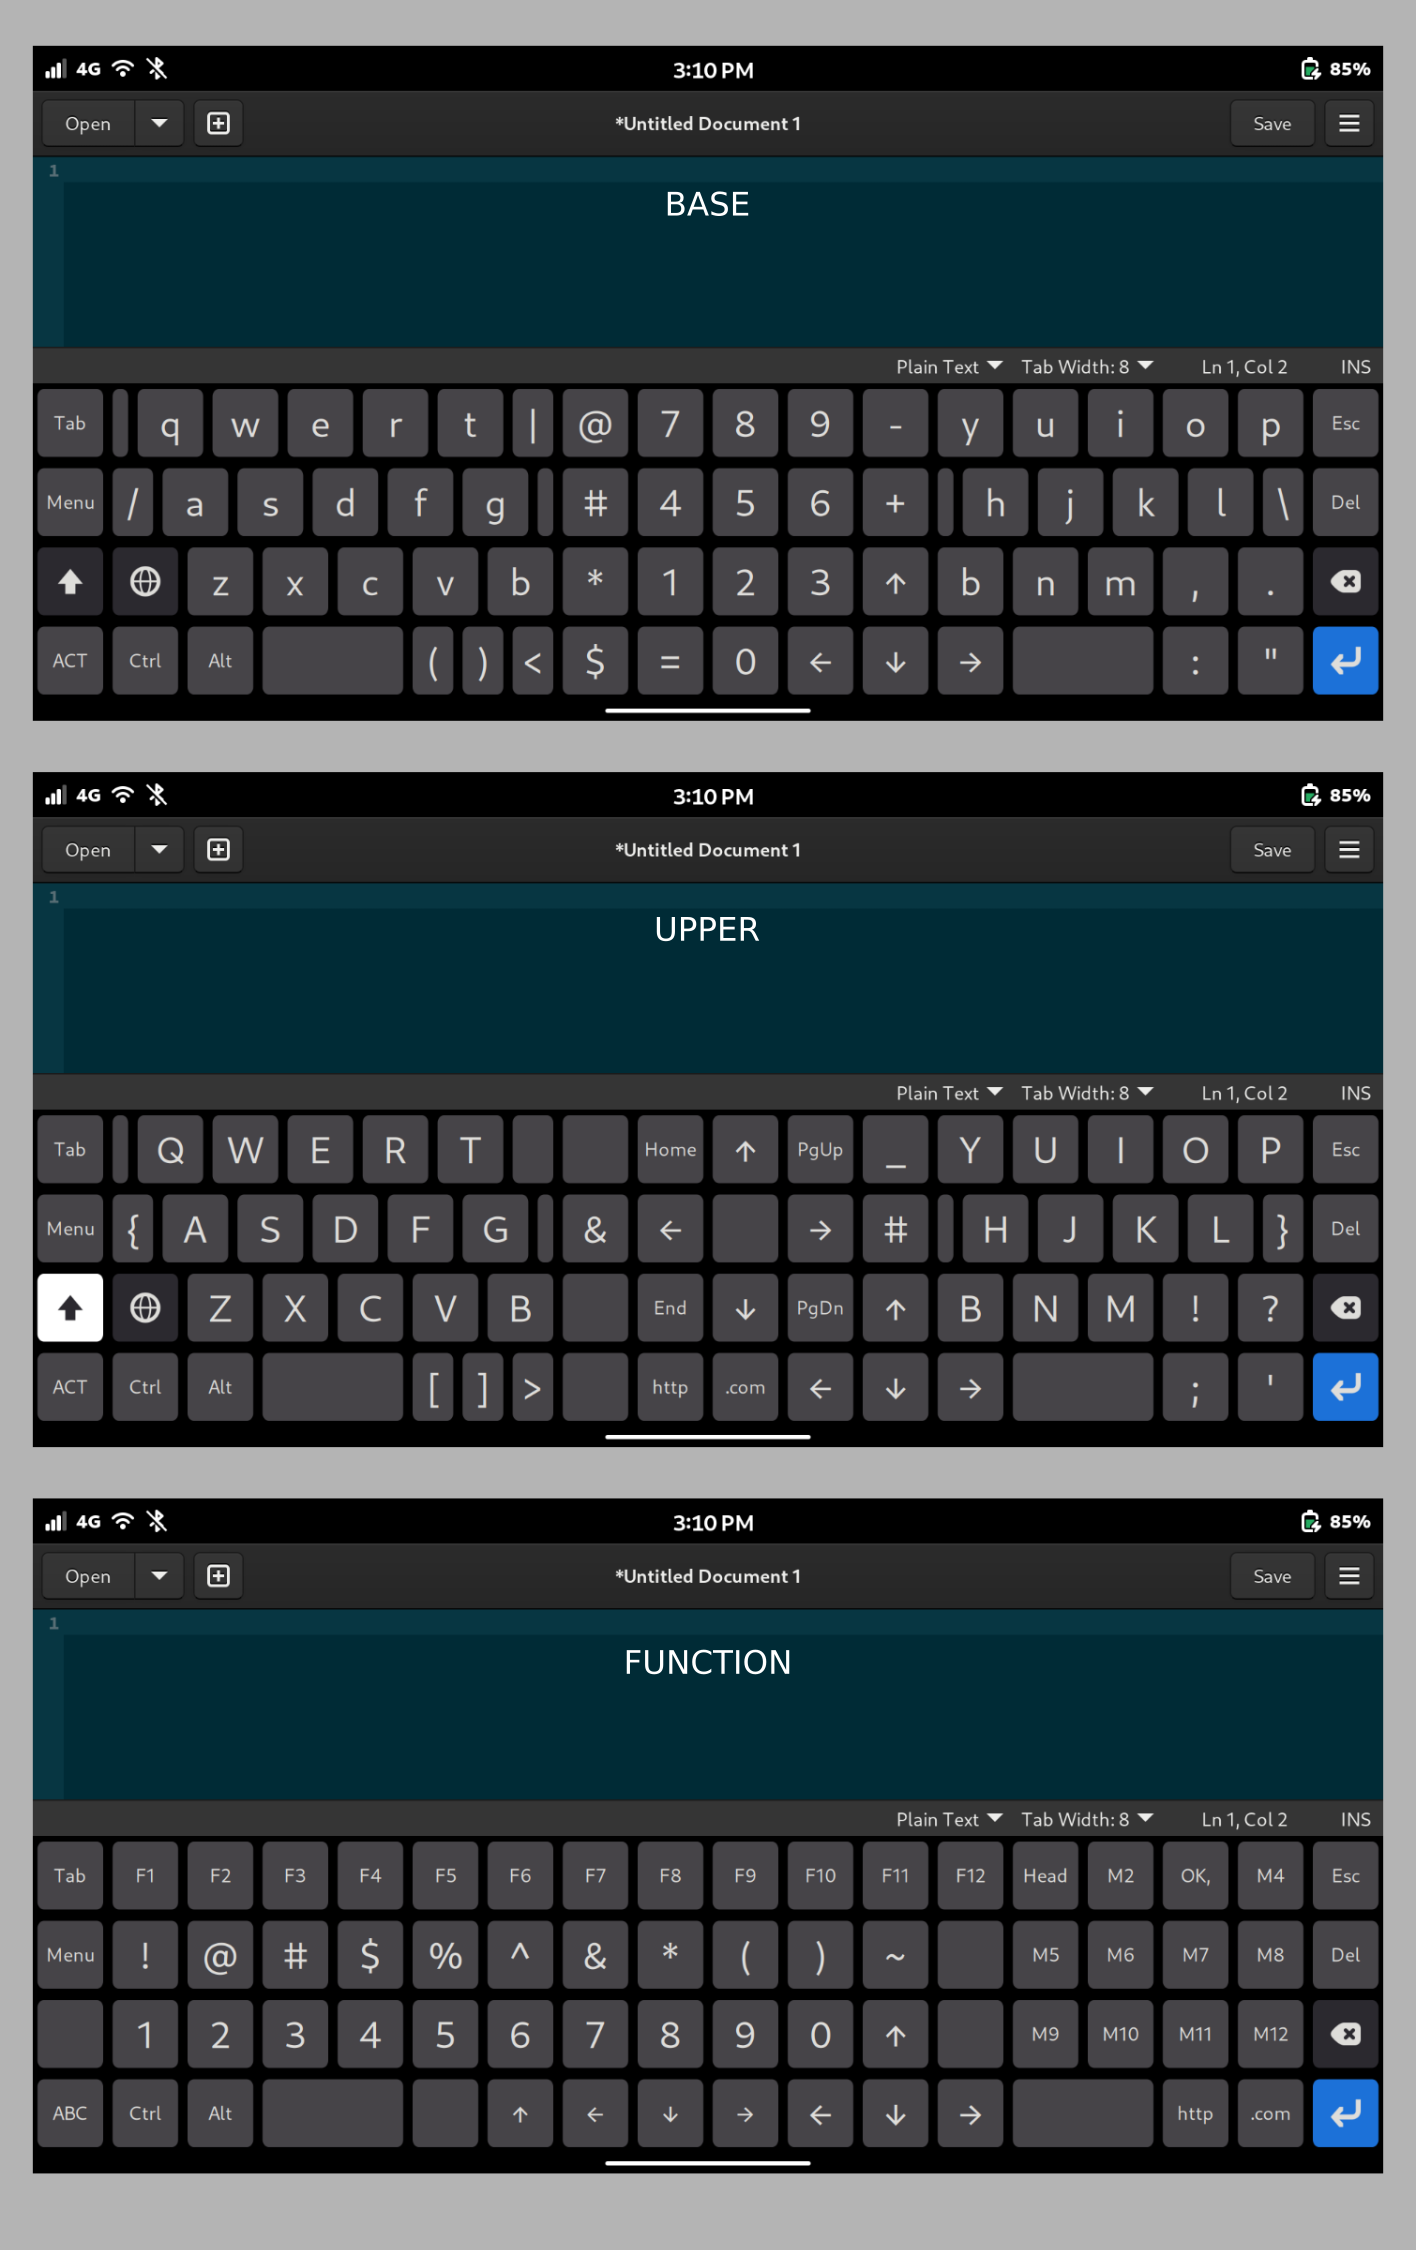 4G 3:10 PM 85%
Open *Untitled Document 1 Save
1
BASE
Plain Text Tab Width: 8 Ln 1, Col 2 INS
Tab q w e r t | @ 7 8 9 - y u i o p Esc
Menu / a s d f g # 4 5 6 + h j k l \ Del
z x c v b * 1 2 3 ↑ b n m , .
ACT Ctrl Alt ( ) < $ = 0 ← ↓ → : "
4G 3:10 PM 85%
Open *Untitled Document 1 Save
1
UPPER
Plain Text Tab Width: 8 Ln 1, Col 2 INS
Tab Q W E R T Home ↑ PgUp _ Y U I O P Esc
Menu { A S D F G & ← → # H J K L } Del
Z X C V B End ↓ PgDn ↑ B N M ! ?
ACT Ctrl Alt [ ] > http .com ← ↓ → ; '
4G 3:10 PM 85%
Open *Untitled Document 1 Save
1
FUNCTION
Plain Text Tab Width: 8 Ln 1, Col 2 INS
Tab F1 F2 F3 F4 F5 F6 F7 F8 F9 F10 F11 F12 Head M2 OK, M4 Esc
Menu ! @ # $ % ^ & * ( ) ~ M5 M6 M7 M8 Del
1 2 3 4 5 6 7 8 9 0 ↑ M9 M10 M11 M12
ABC Ctrl Alt ↑ ← ↓ → ← ↓ → http .com